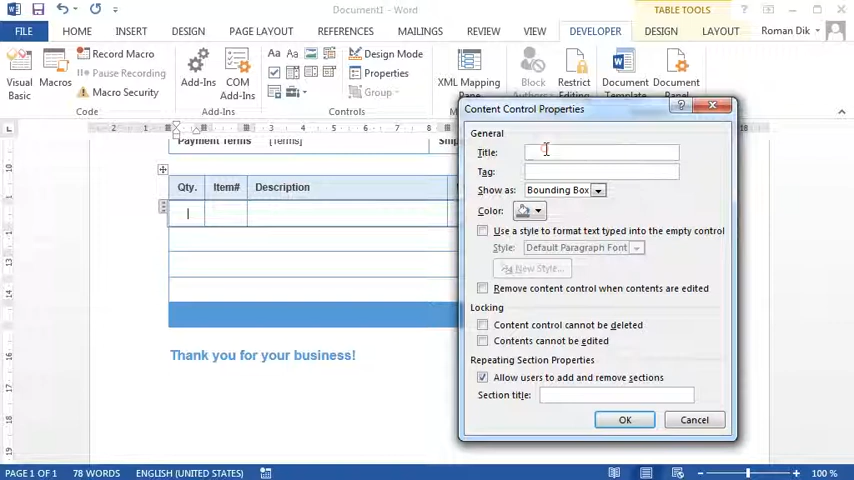 Document1 - Word
TABLE TOOLS
FILE
HOME
INSERT
DESIGN
PAGE LAYOUT
REFERENCES
MAILINGS
REVIEW
VIEW
DEVELOPER
DESIGN
LAYOUT
Roman Dik
Visual Basic
Macros
Record Macro
Pause Recording
Macro Security
Code
Add-Ins
COM Add-Ins
Add-Ins
Aa Aa
Design Mode
Properties
Group
Controls
XML Mapping Pane
Block
Restrict
Document
Document Panel
Payment Terms [Terms]
Qty. Item# Description
Thank you for your business!
Content Control Properties
General
Title:
Tag:
Show as: Bounding Box
Color:
Use a style to format text typed into the empty control
Style: Default Paragraph Font
New Style...
Remove content control when contents are edited
Locking
Content control cannot be deleted
Contents cannot be edited
Repeating Section Properties
Allow users to add and remove sections
Section title:
OK Cancel
PAGE 1 OF 1 78 WORDS ENGLISH (UNITED STATES) 100 %